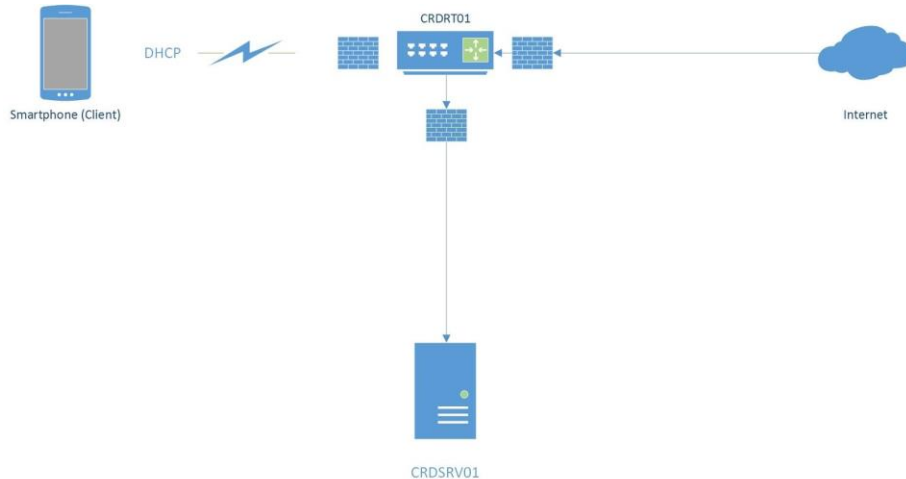 CRDRT01
DHCP
Smartphone (Client)
Internet
CRDSRV01